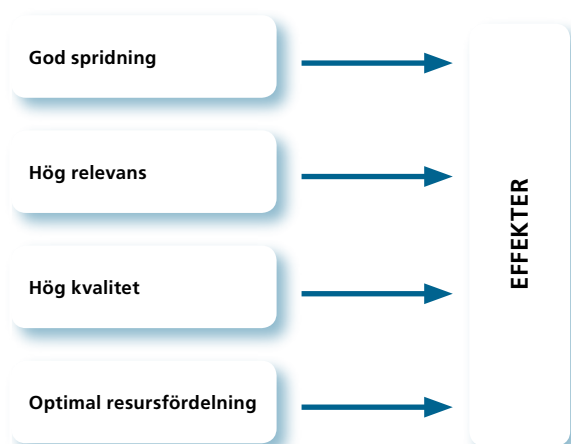 God spridning
Hög relevans
Hög kvalitet
Optimal resursfördelning
EFFEKTER